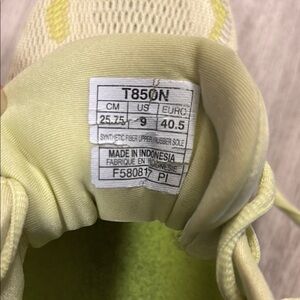 T850N
CM US EURO
25.75 9 40.5
SYNTHETIC FIBER UPPER RUBBER SOLE
MADE IN INDONESIA
FABRIQUE EN INDONESIE
F580817 PI